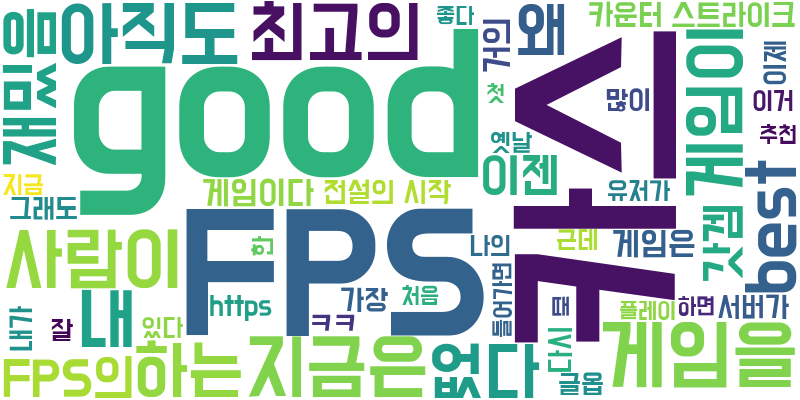 재밌음
아직도
최고의
좋다
거의
왜
카운터 스트라이크
good
카스
첫
많이
게임이
이제
이거
추천
옛날
지금
그래도
게임이다
전설의 시작
이젠
유저가
갓겜
best
사람이
FPS
한
나의
근데
게임은
내가
잘
내
있다
https
ㅋㅋ
가장
처음
들어가면
플레이
하면
서버가
FPS의
하는
지금은
없다
다시
글옵
게임을